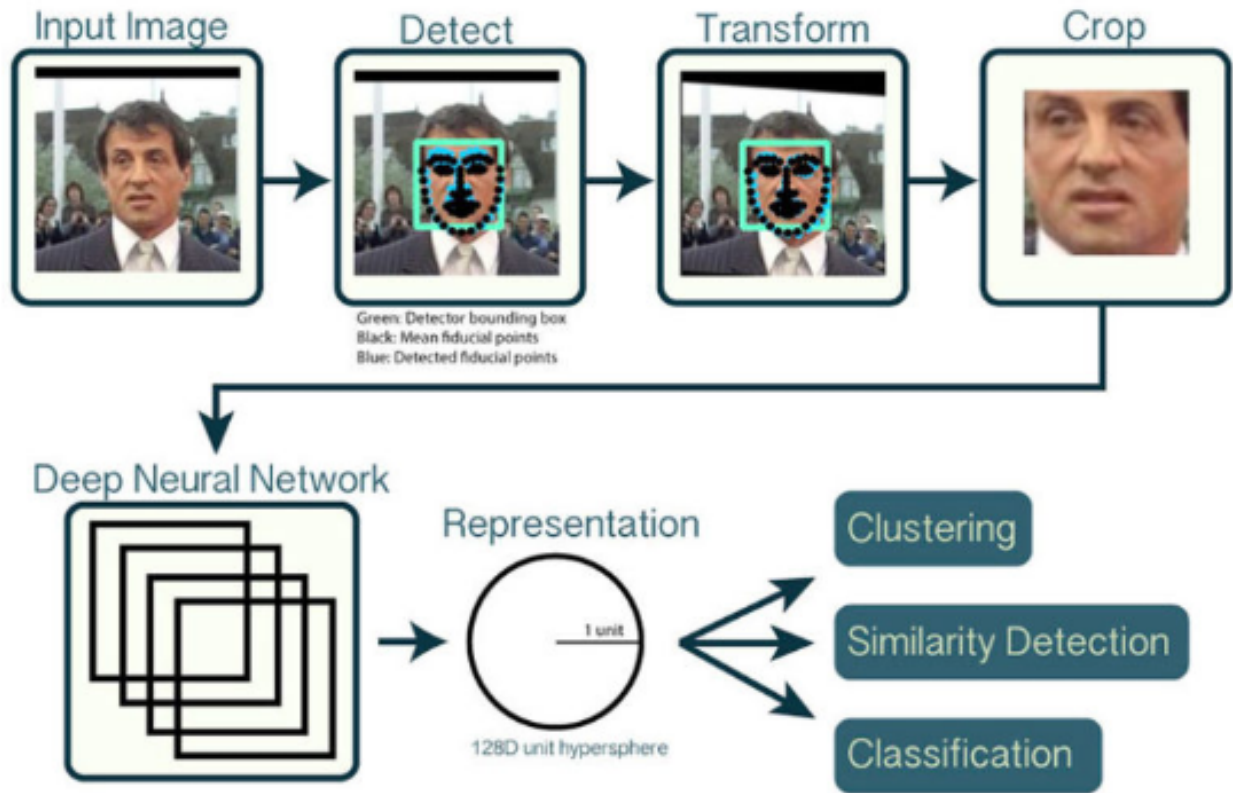 Input Image
Detect
Transform
Crop
Green: Detector bounding box
Black: Mean fiducial points
Blue: Detected fiducial points
Deep Neural Network
Representation
1 unit
128D unit hypersphere
Clustering
Similarity Detection
Classification